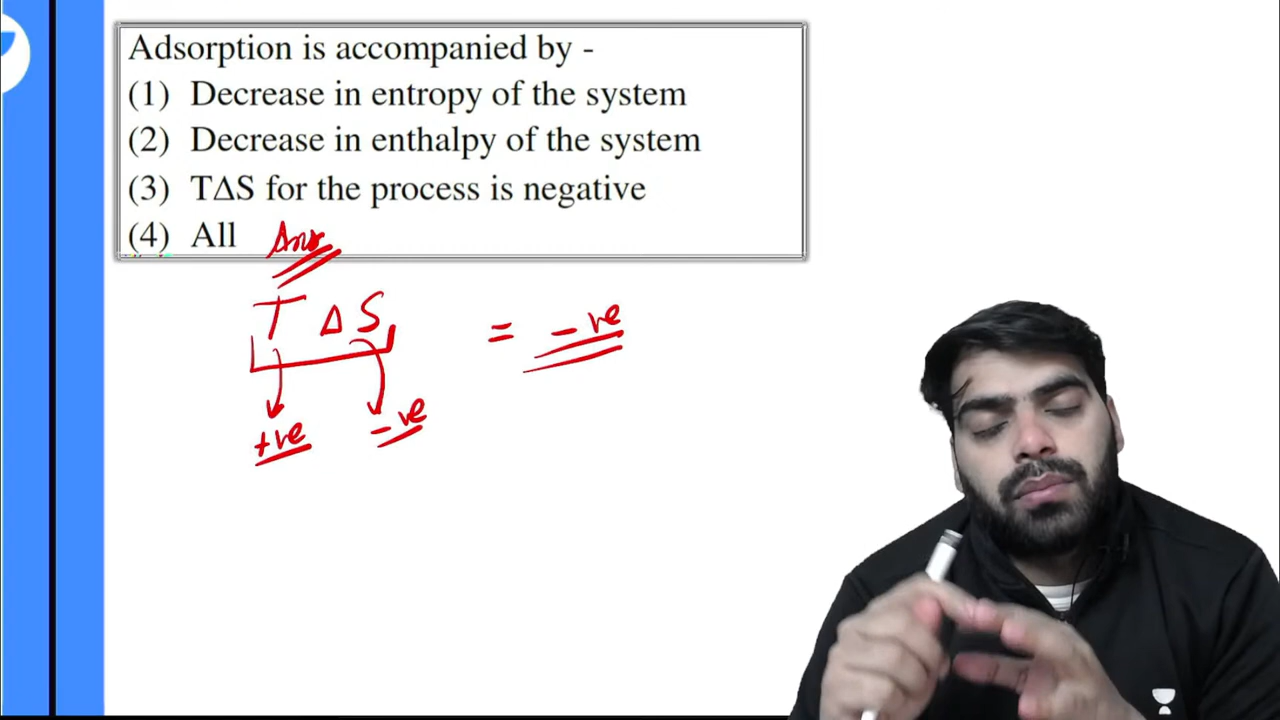 Adsorption is accompanied by -
(1) Decrease in entropy of the system
(2) Decrease in enthalpy of the system
(3) TΔS for the process is negative
(4) All Ans
T Δ S = -ve
+ve -ve